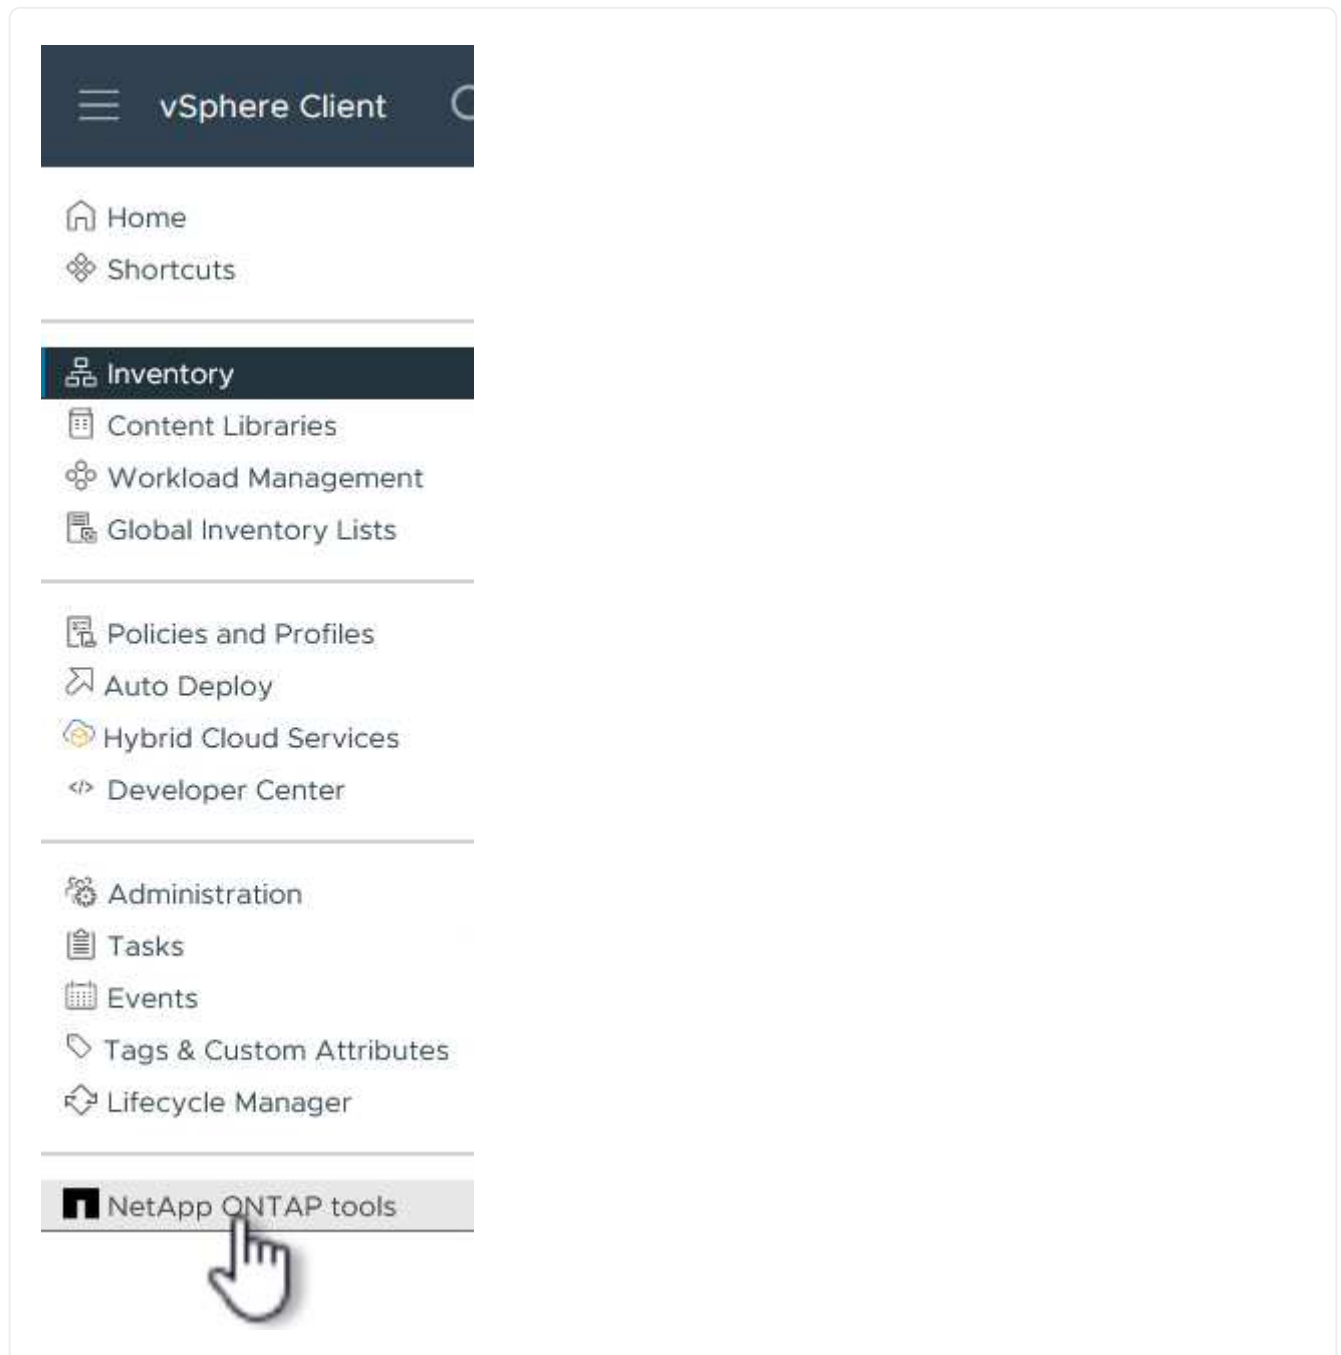 vSphere Client
Home
Shortcuts
Inventory
Content Libraries
Workload Management
Global Inventory Lists
Policies and Profiles
Auto Deploy
Hybrid Cloud Services
Developer Center
Administration
Tasks
Events
Tags & Custom Attributes
Lifecycle Manager
NetApp ONTAP tools